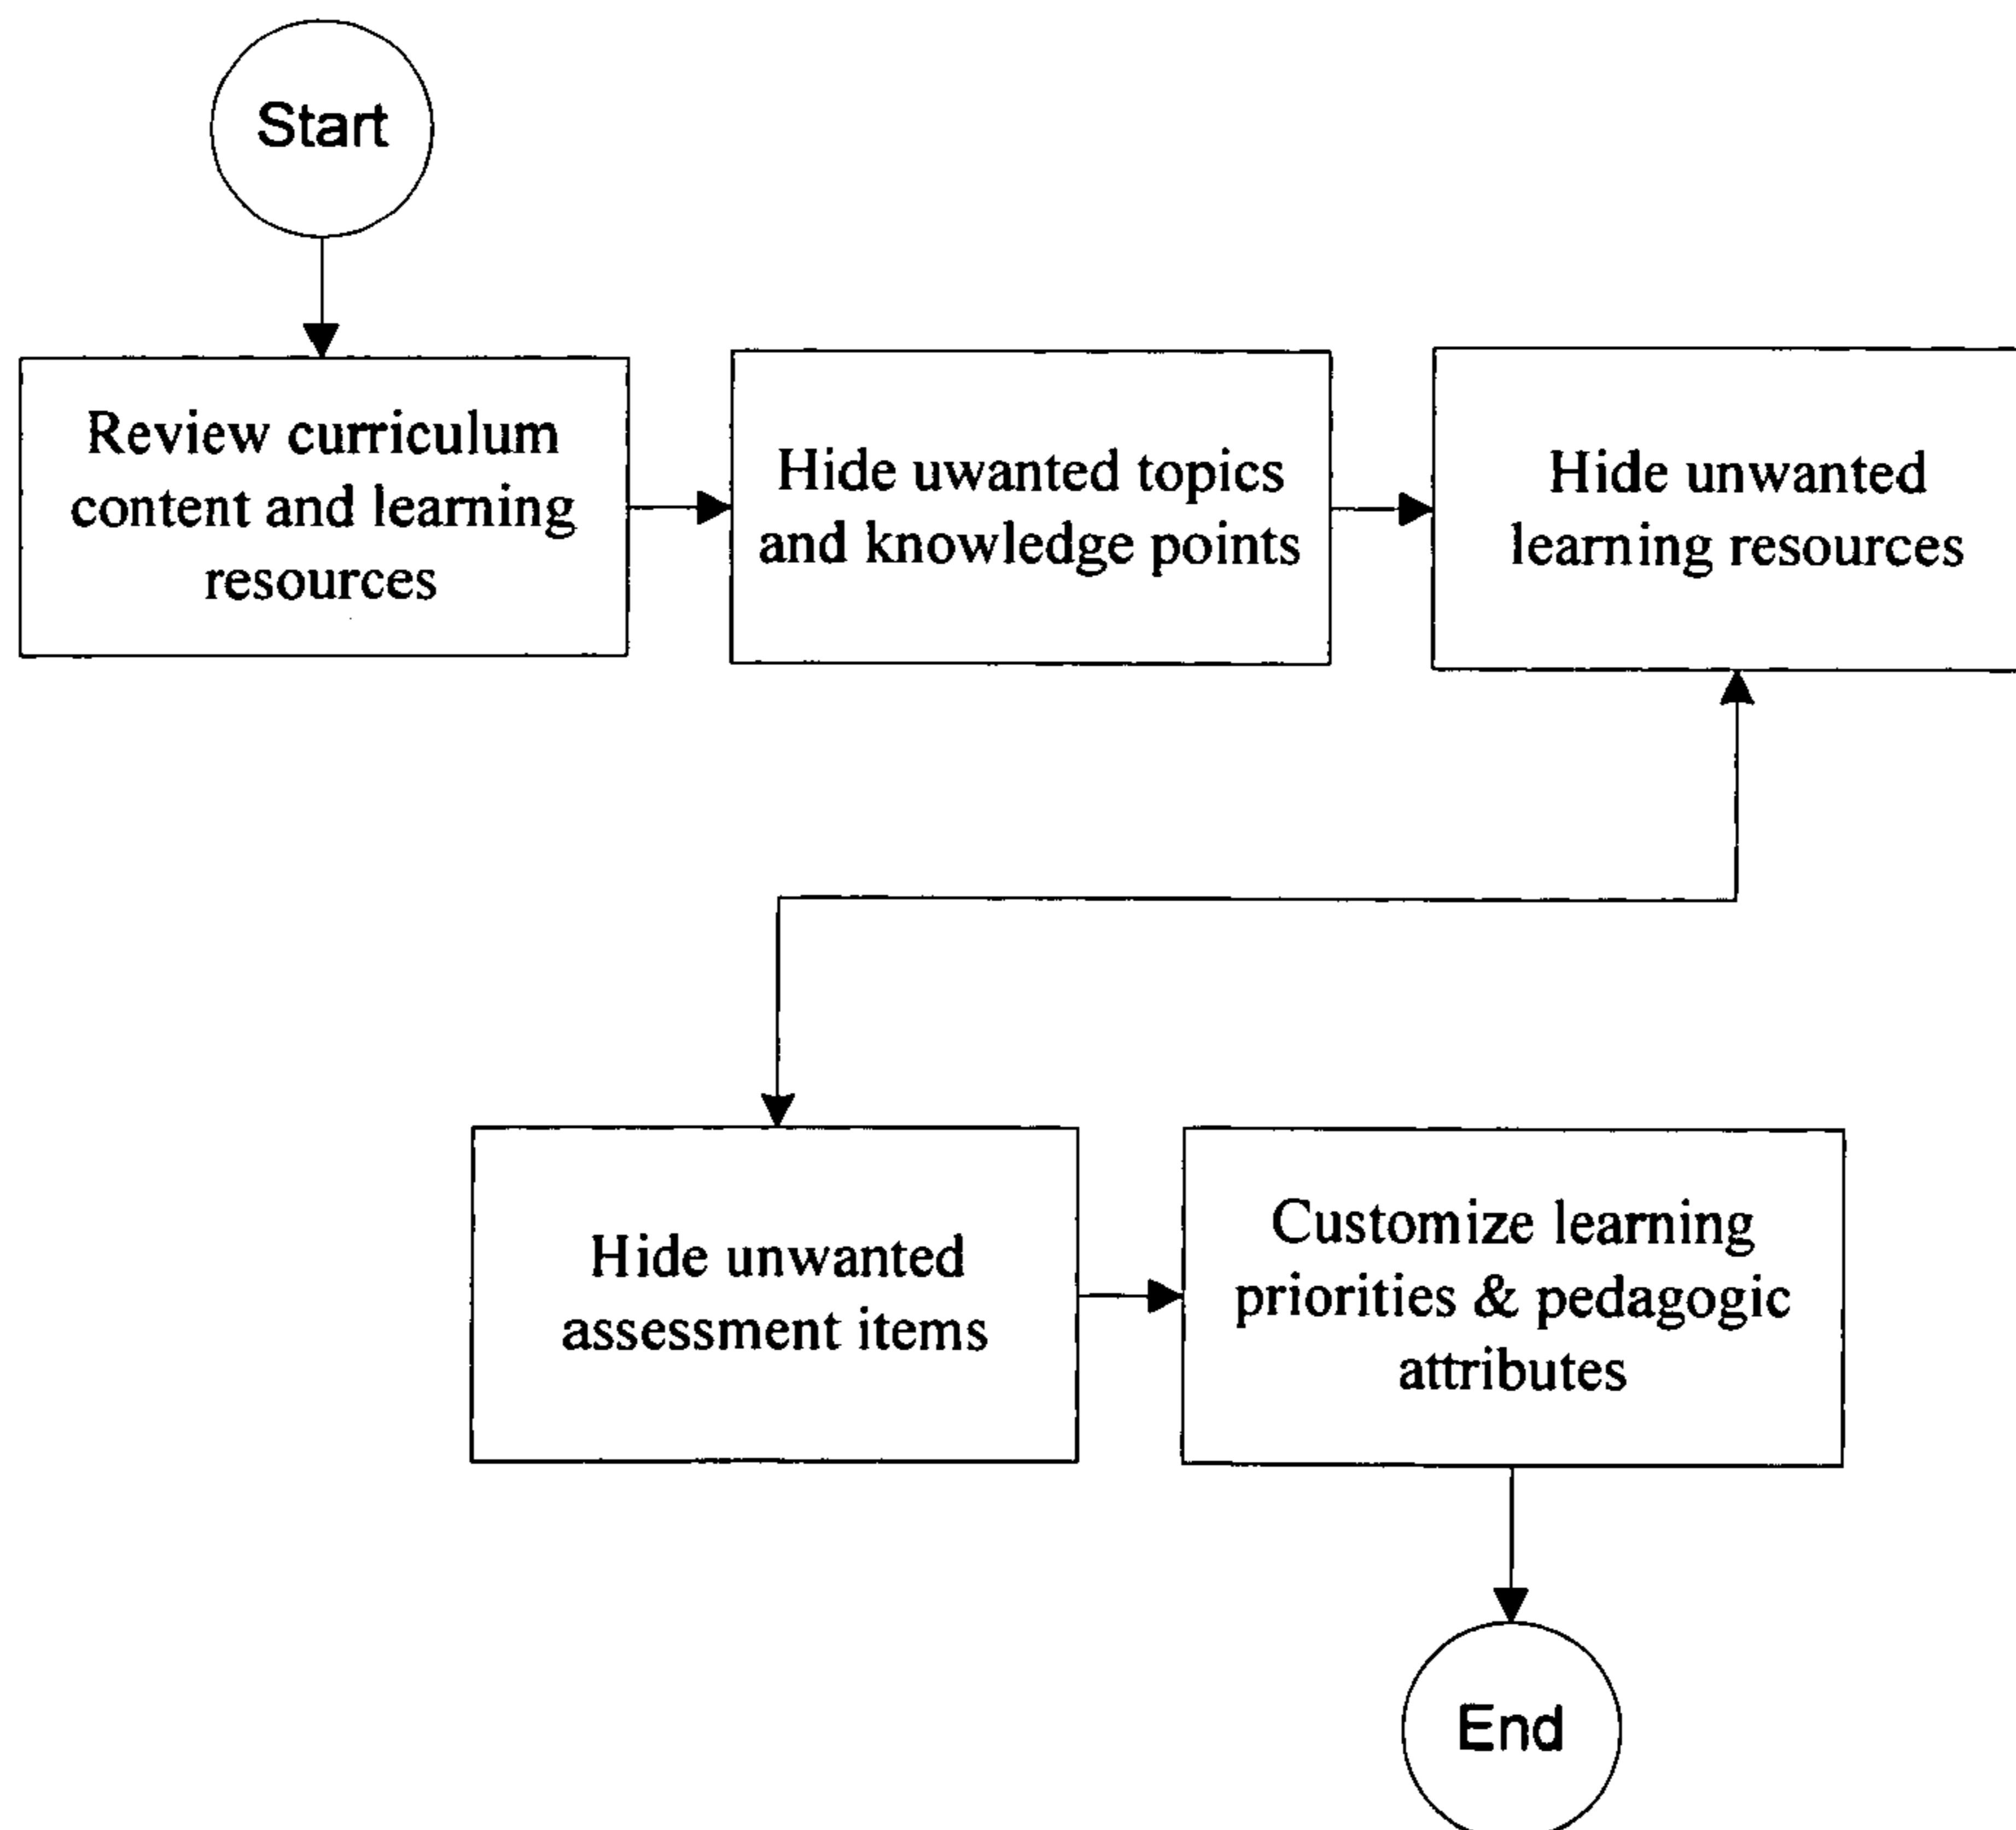 Start
Review curriculum
content and learning
resources
Hide uwanted topics
and knowledge points
Hide unwanted
learning resources
Hide unwanted
assessment items
Customize learning
priorities & pedagogic
attributes
End